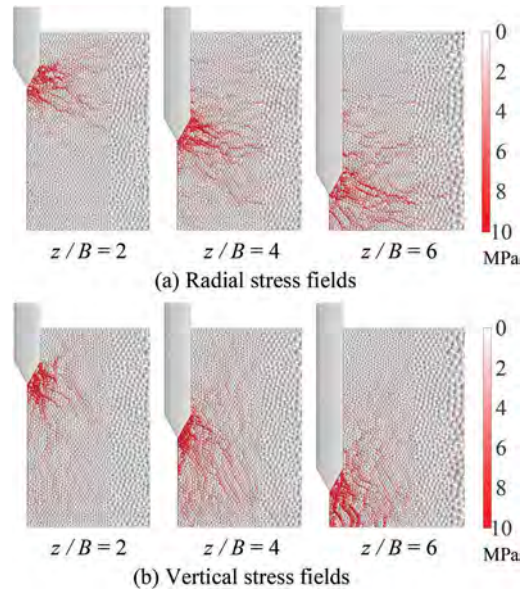 0
2
4
6
8
10
MPa
z / B = 2
z / B = 4
z / B = 6
(a) Radial stress fields
0
2
4
6
8
10
MPa
z / B = 2
z / B = 4
z / B = 6
(b) Vertical stress fields